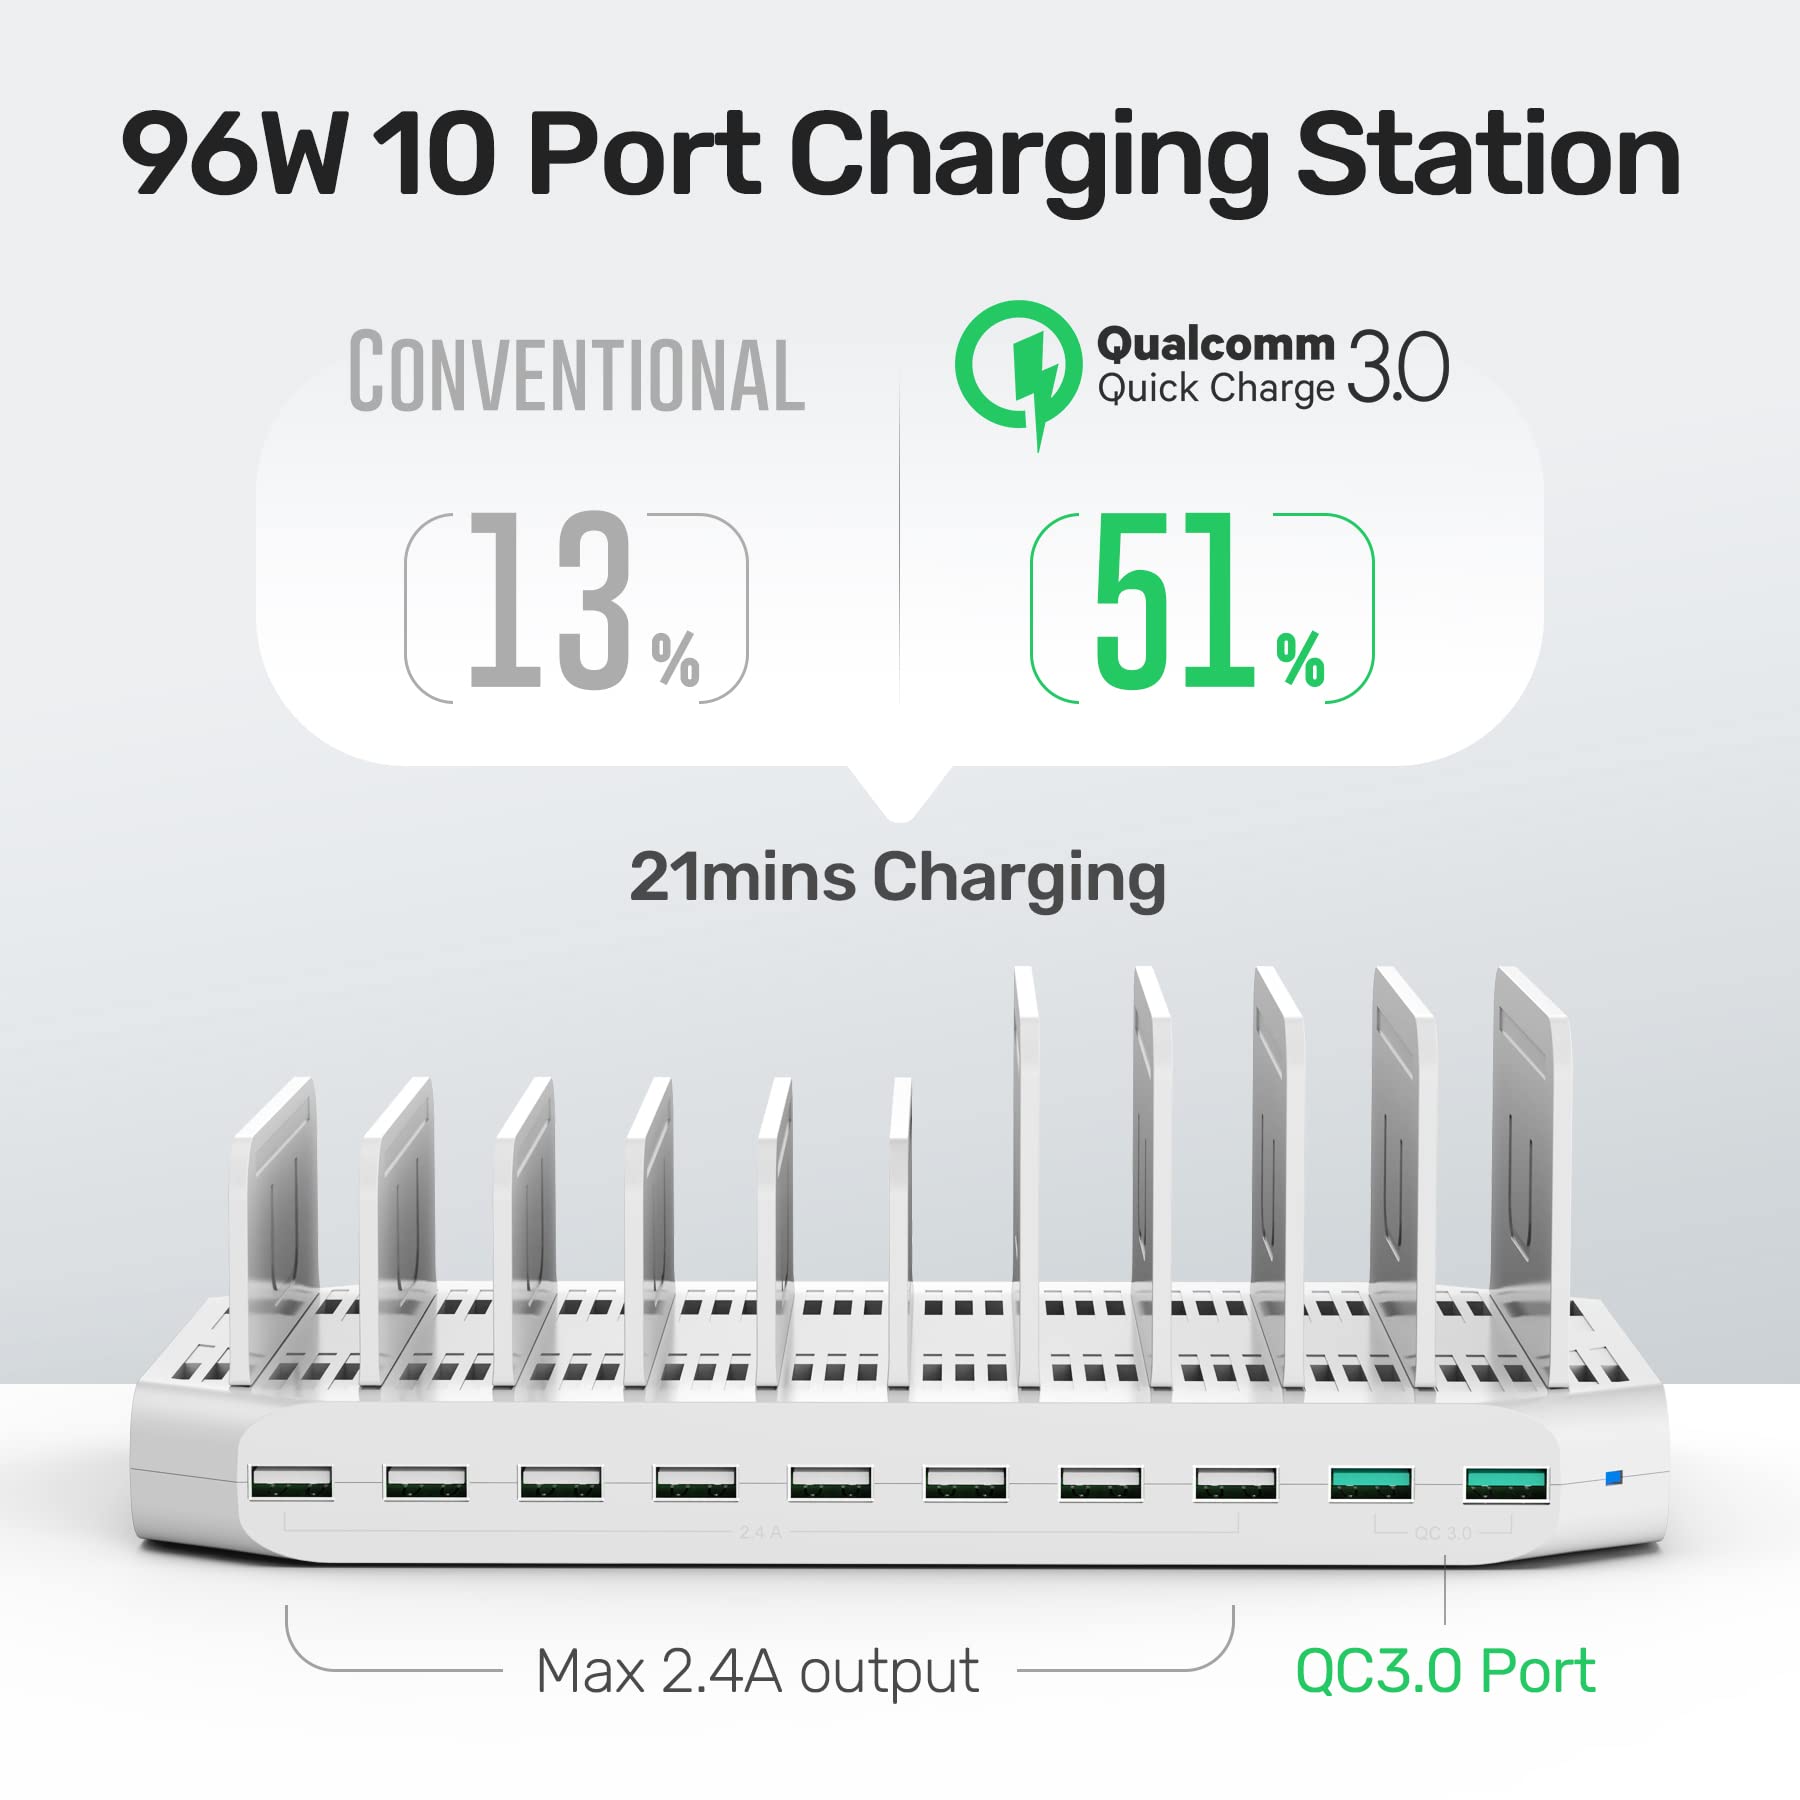 96W 10 Port Charging Station
CONVENTIONAL
Qualcomm
Quick Charge 3.0
13%
51%
21mins Charging
2.4 A
QC 3.0
Max 2.4A output
QC3.0 Port